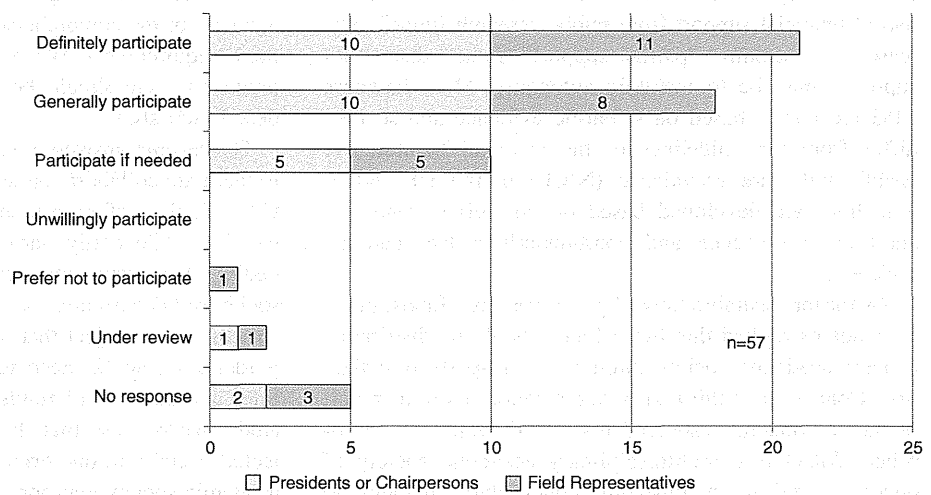 Definitely participate 10 11
Generally participate 10 8
Participate if needed 5 5
Unwillingly participate
Prefer not to participate 1
Under review 1 1 n=57
No response 2 3
0 5 10 15 20 25
Presidents or Chairpersons Field Representatives